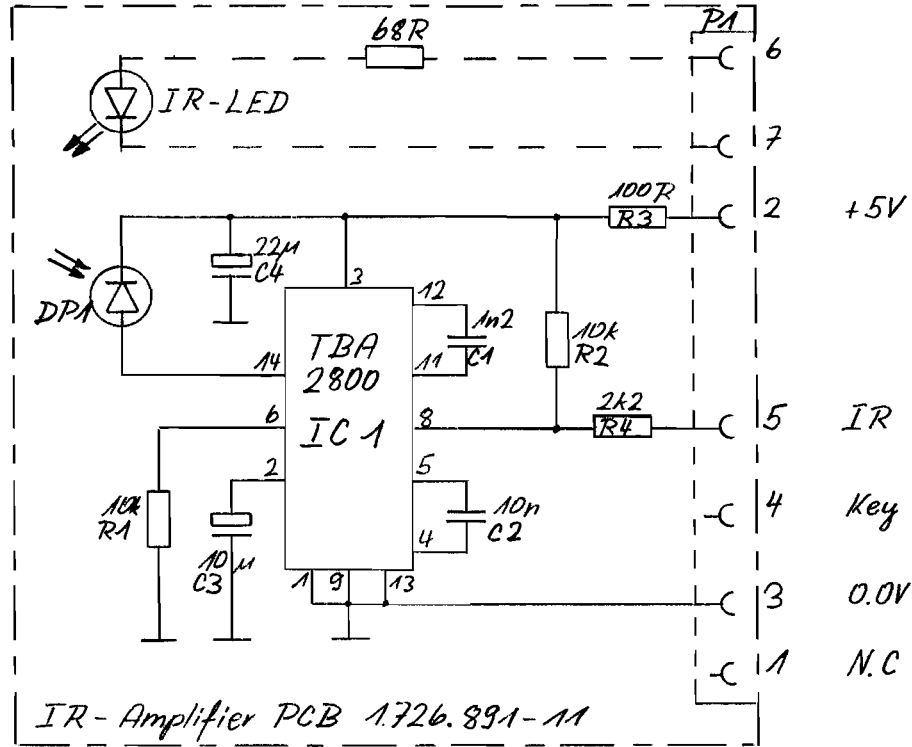 P1
68R
6
IR-LED
7
100R
R3
2
+5V
22µ
C4
3
12
DP1
1n2
C1
TBA
2800
IC1
14
11
10k
R2
6
8
2k2
R4
5
IR
2
5
10k
R1
10n
C2
4
Key
10µ
C3
4
1
9
13
3
0.0V
1
N.C
IR-Amplifier PCB 1.726.891-11